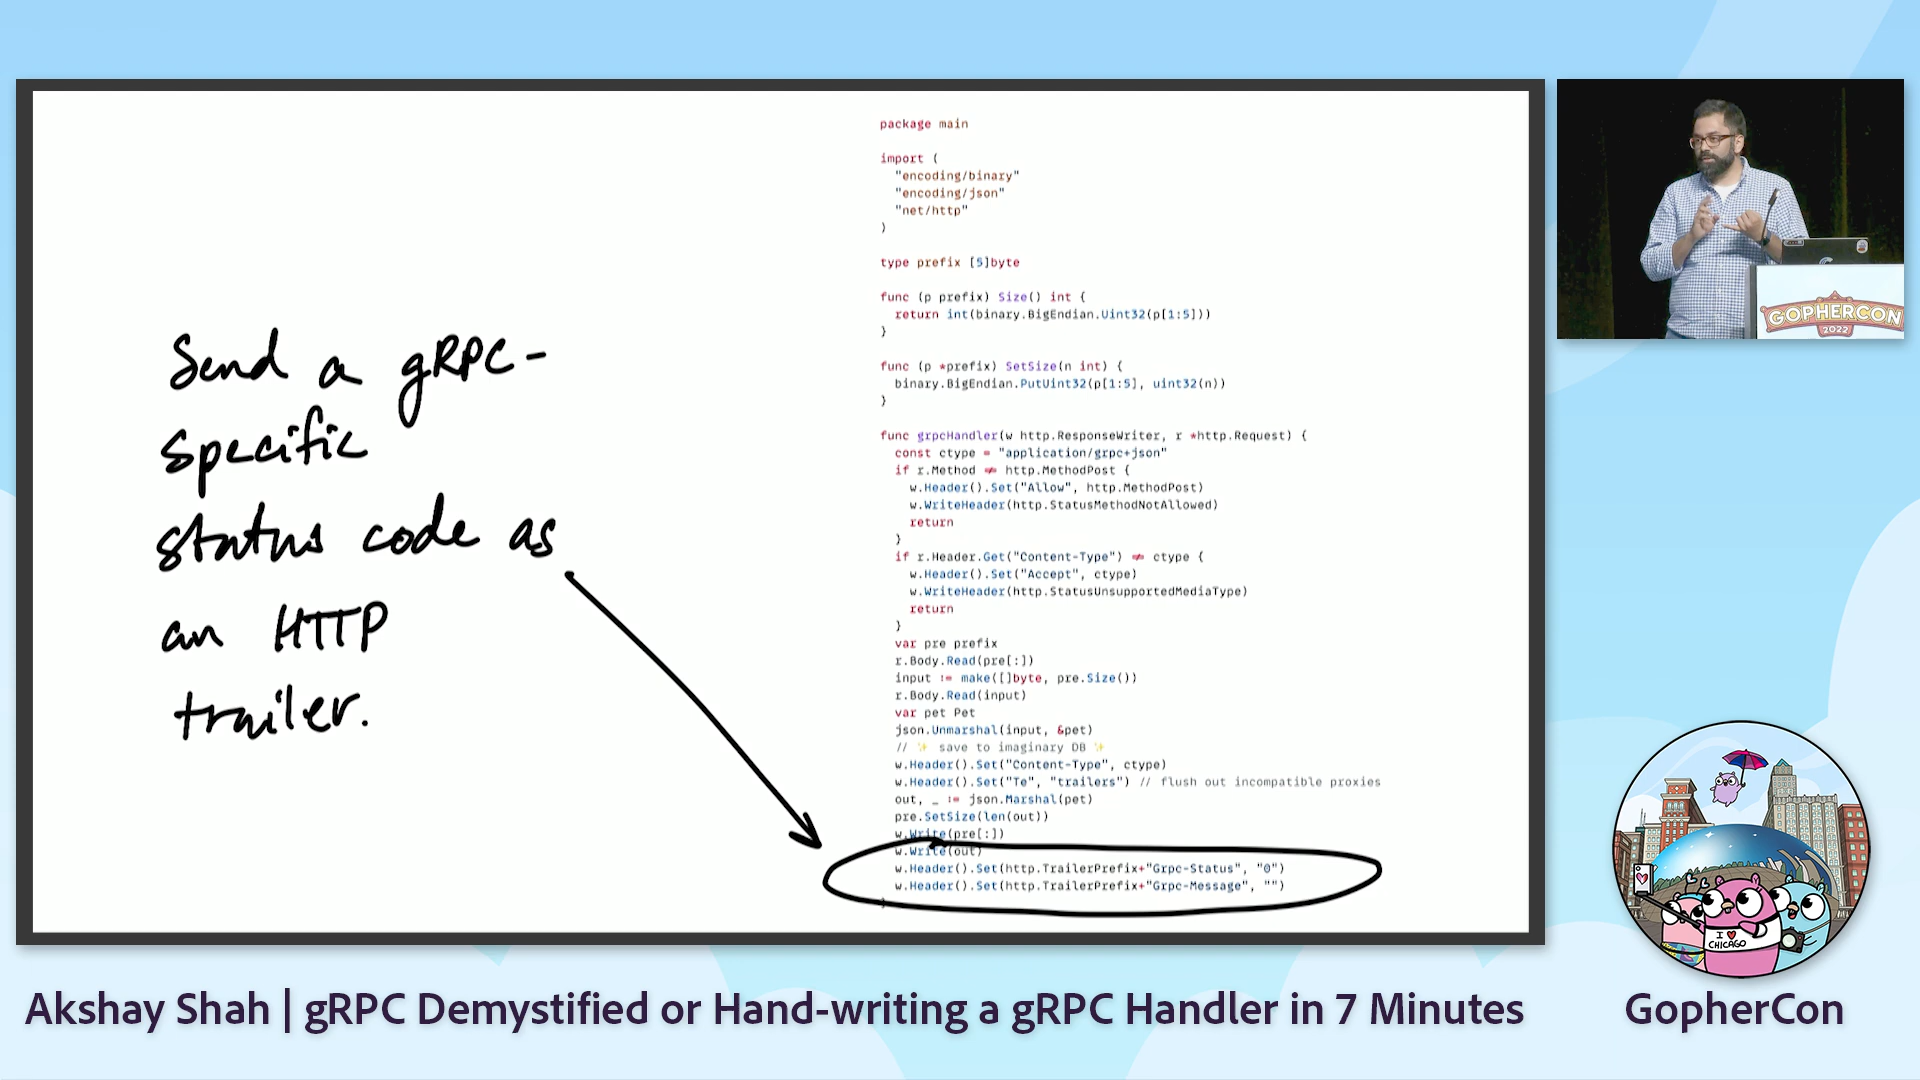 Send a gRPC-
specific
status code as
an HTTP
trailer.
package main
import (
"encoding/binary"
"encoding/json"
"net/http"
)
type prefix [5]byte
func (p prefix) Size() int {
return int(binary.BigEndian.Uint32(p[1:5]))
}
func (p *prefix) SetSize(n int) {
binary.BigEndian.PutUint32(p[1:5], uint32(n))
}
func grpcHandler(w http.ResponseWriter, r *http.Request) {
const ctype = "application/grpc+json"
if r.Method ≠ http.MethodPost {
w.Header().Set("Allow", http.MethodPost)
w.WriteHeader(http.StatusMethodNotAllowed)
return
}
if r.Header.Get("Content-Type") ≠ ctype {
w.Header().Set("Accept", ctype)
w.WriteHeader(http.StatusUnsupportedMediaType)
return
}
var pre prefix
r.Body.Read(pre[:])
input := make([]byte, pre.Size())
r.Body.Read(input)
var pet Pet
json.Unmarshal(input, &pet)
// ✨ save to imaginary DB ✨
w.Header().Set("Content-Type", ctype)
w.Header().Set("Te", "trailers") // flush out incompatible proxies
out, _ := json.Marshal(pet)
pre.SetSize(len(out))
w.Write(pre[:])
w.Write(out)
w.Header().Set(http.TrailerPrefix+"Grpc-Status", "0")
w.Header().Set(http.TrailerPrefix+"Grpc-Message", "")
}
GOPHERCON
2022
I ♥
CHICAGO
Akshay Shah | gRPC Demystified or Hand-writing a gRPC Handler in 7 Minutes
GopherCon